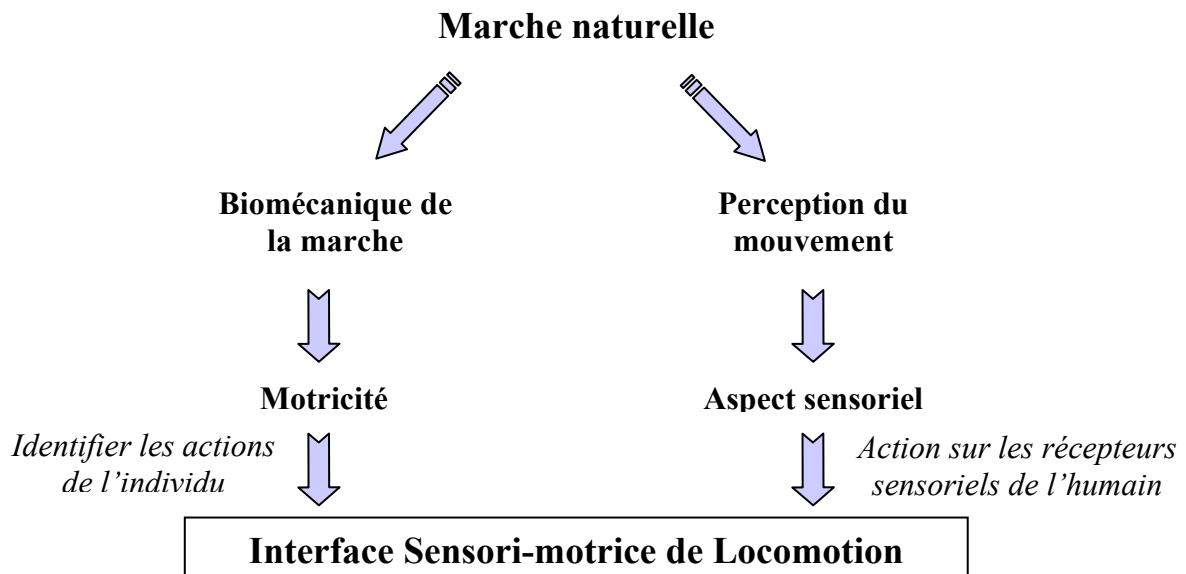 Marche naturelle
Biomécanique de
la marche
Perception du
mouvement
Motricité
Aspect sensoriel
Identifier les actions
de l’individu
Action sur les récepteurs
sensoriels de l’humain
Interface Sensori-motrice de Locomotion